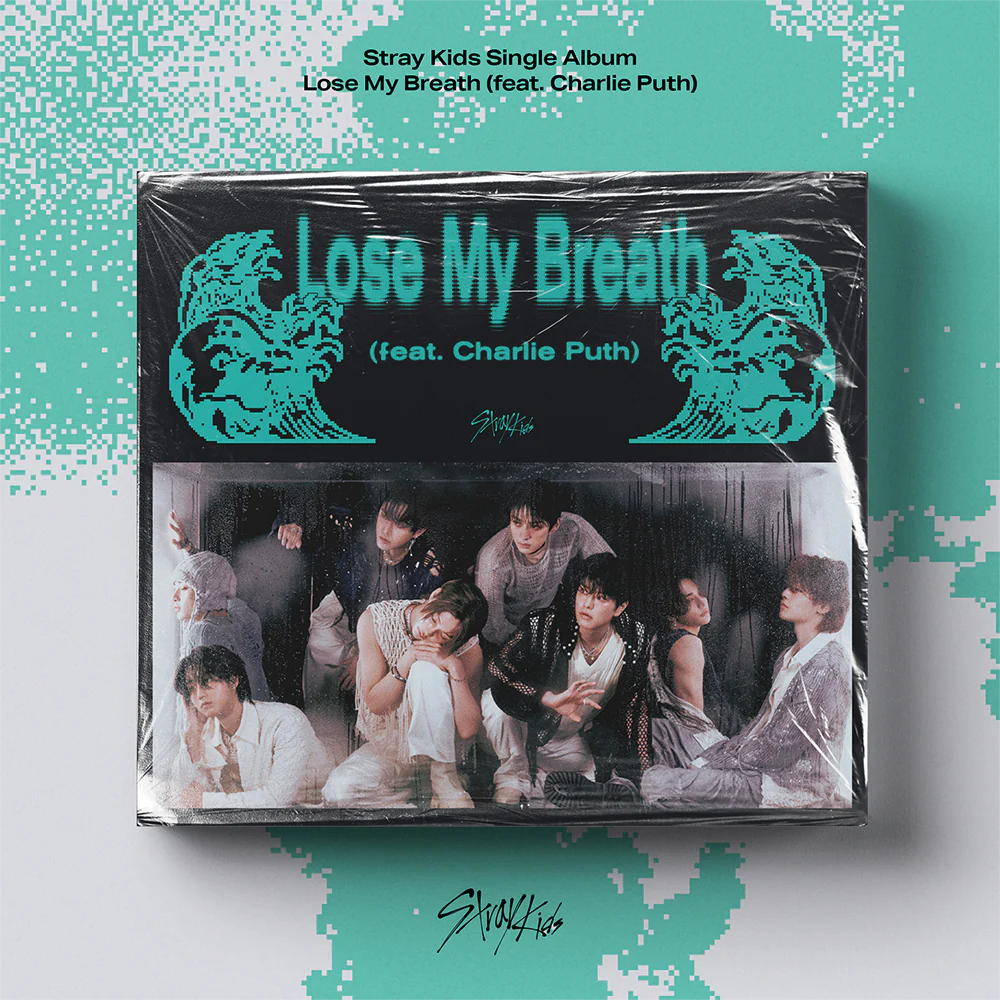 Stray Kids Single Album
Lose My Breath (feat. Charlie Puth)
Lose My Breath
(feat. Charlie Puth)
Stray Kids
Stray Kids